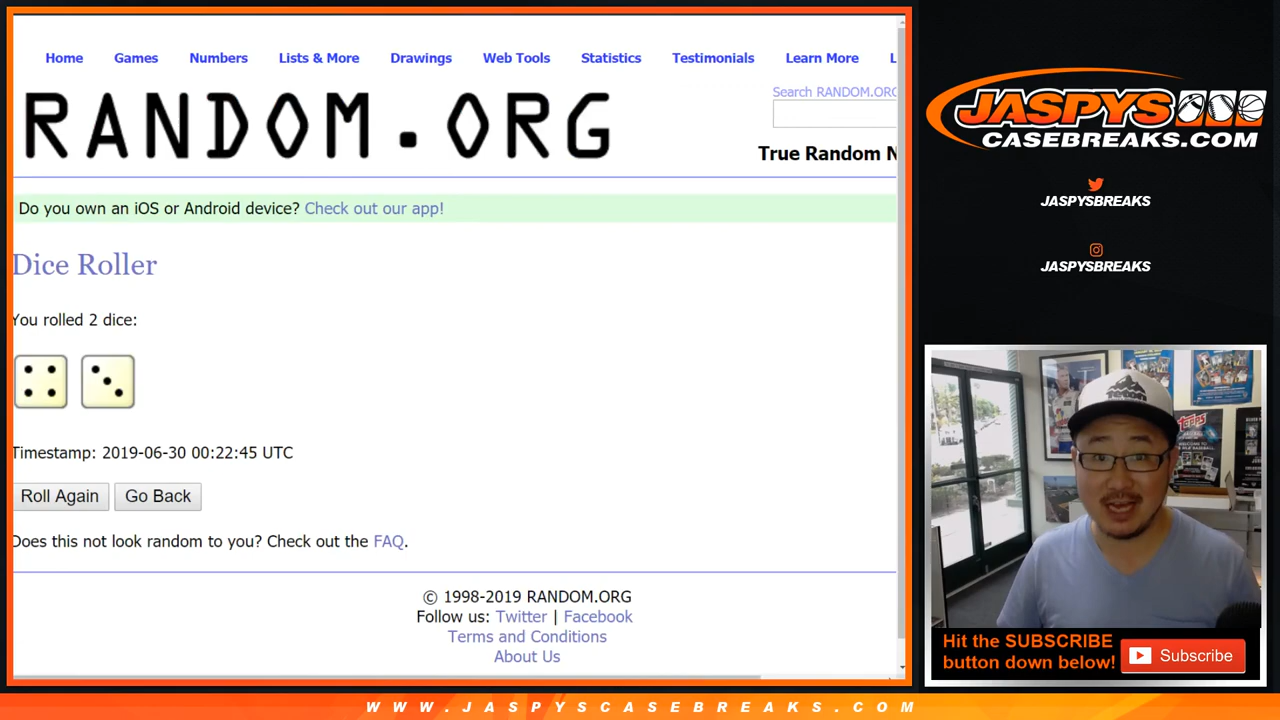 Home Games Numbers Lists & More Drawings Web Tools Statistics Testimonials Learn More L
RANDOM.ORG
Search RANDOM.ORG
True Random N
Do you own an iOS or Android device? Check out our app!
Dice Roller
You rolled 2 dice:
Timestamp: 2019-06-30 00:22:45 UTC
Roll Again Go Back
Does this not look random to you? Check out the FAQ.
© 1998-2019 RANDOM.ORG
Follow us: Twitter | Facebook
Terms and Conditions
About Us
JASPYS
CASEBREAKS.COM
JASPYSBREAKS
JASPYSBREAKS
TOPPS
Hit the SUBSCRIBE
button down below!
Subscribe
WWW.JASPYSCASEBREAKS.COM